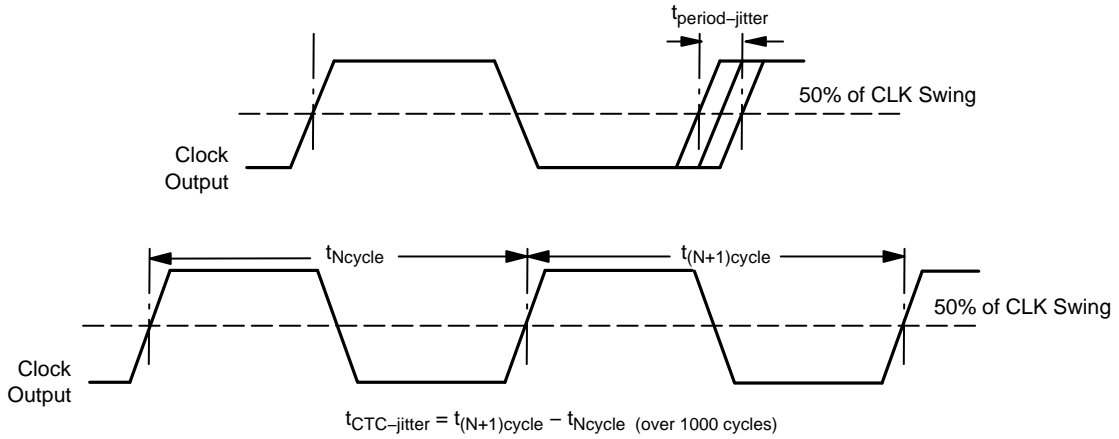 t period–jitter
50% of CLK Swing
Clock
Output
tNcycle
t(N+1)cycle
50% of CLK Swing
Clock
Output
tCTC–jitter = t(N+1)cycle – tNcycle (over 1000 cycles)